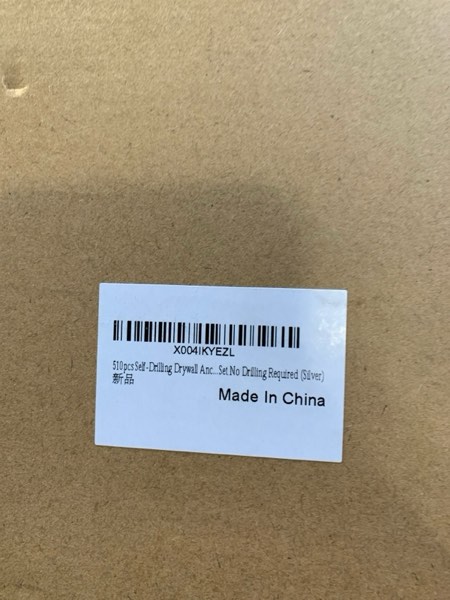 X004IKYEZL
510pcs Self-Drilling Drywall Anc...Set No Drilling Required (Silver)
新品
Made In China